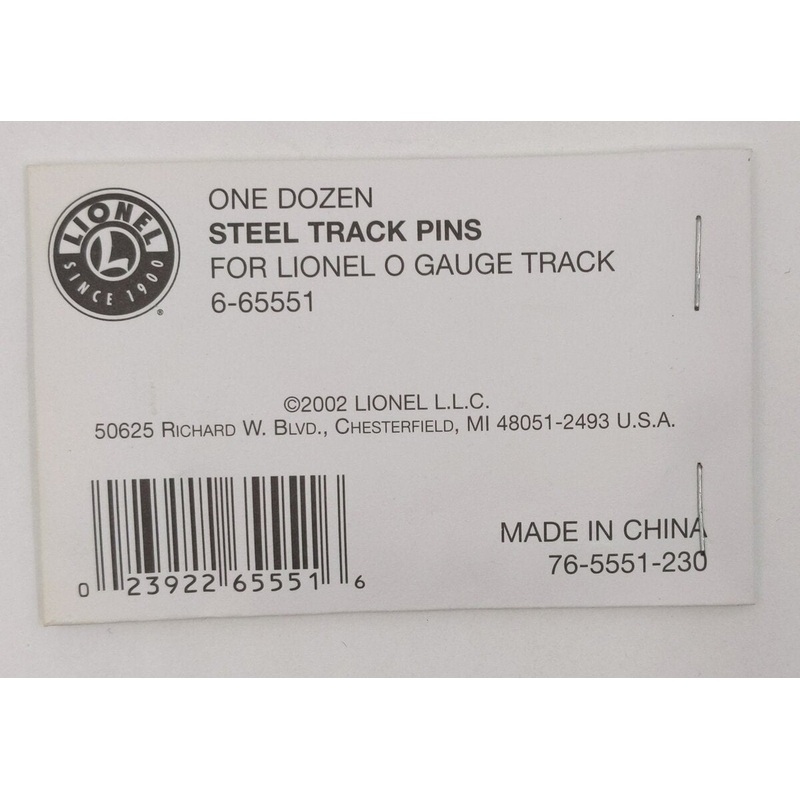 LIONEL
L
SINCE 1900
®
ONE DOZEN
STEEL TRACK PINS
FOR LIONEL O GAUGE TRACK
6-65551
©2002 LIONEL L.L.C.
50625 RICHARD W. BLVD., CHESTERFIELD, MI 48051-2493 U.S.A.
MADE IN CHINA
76-5551-230
0 23922 65551 6